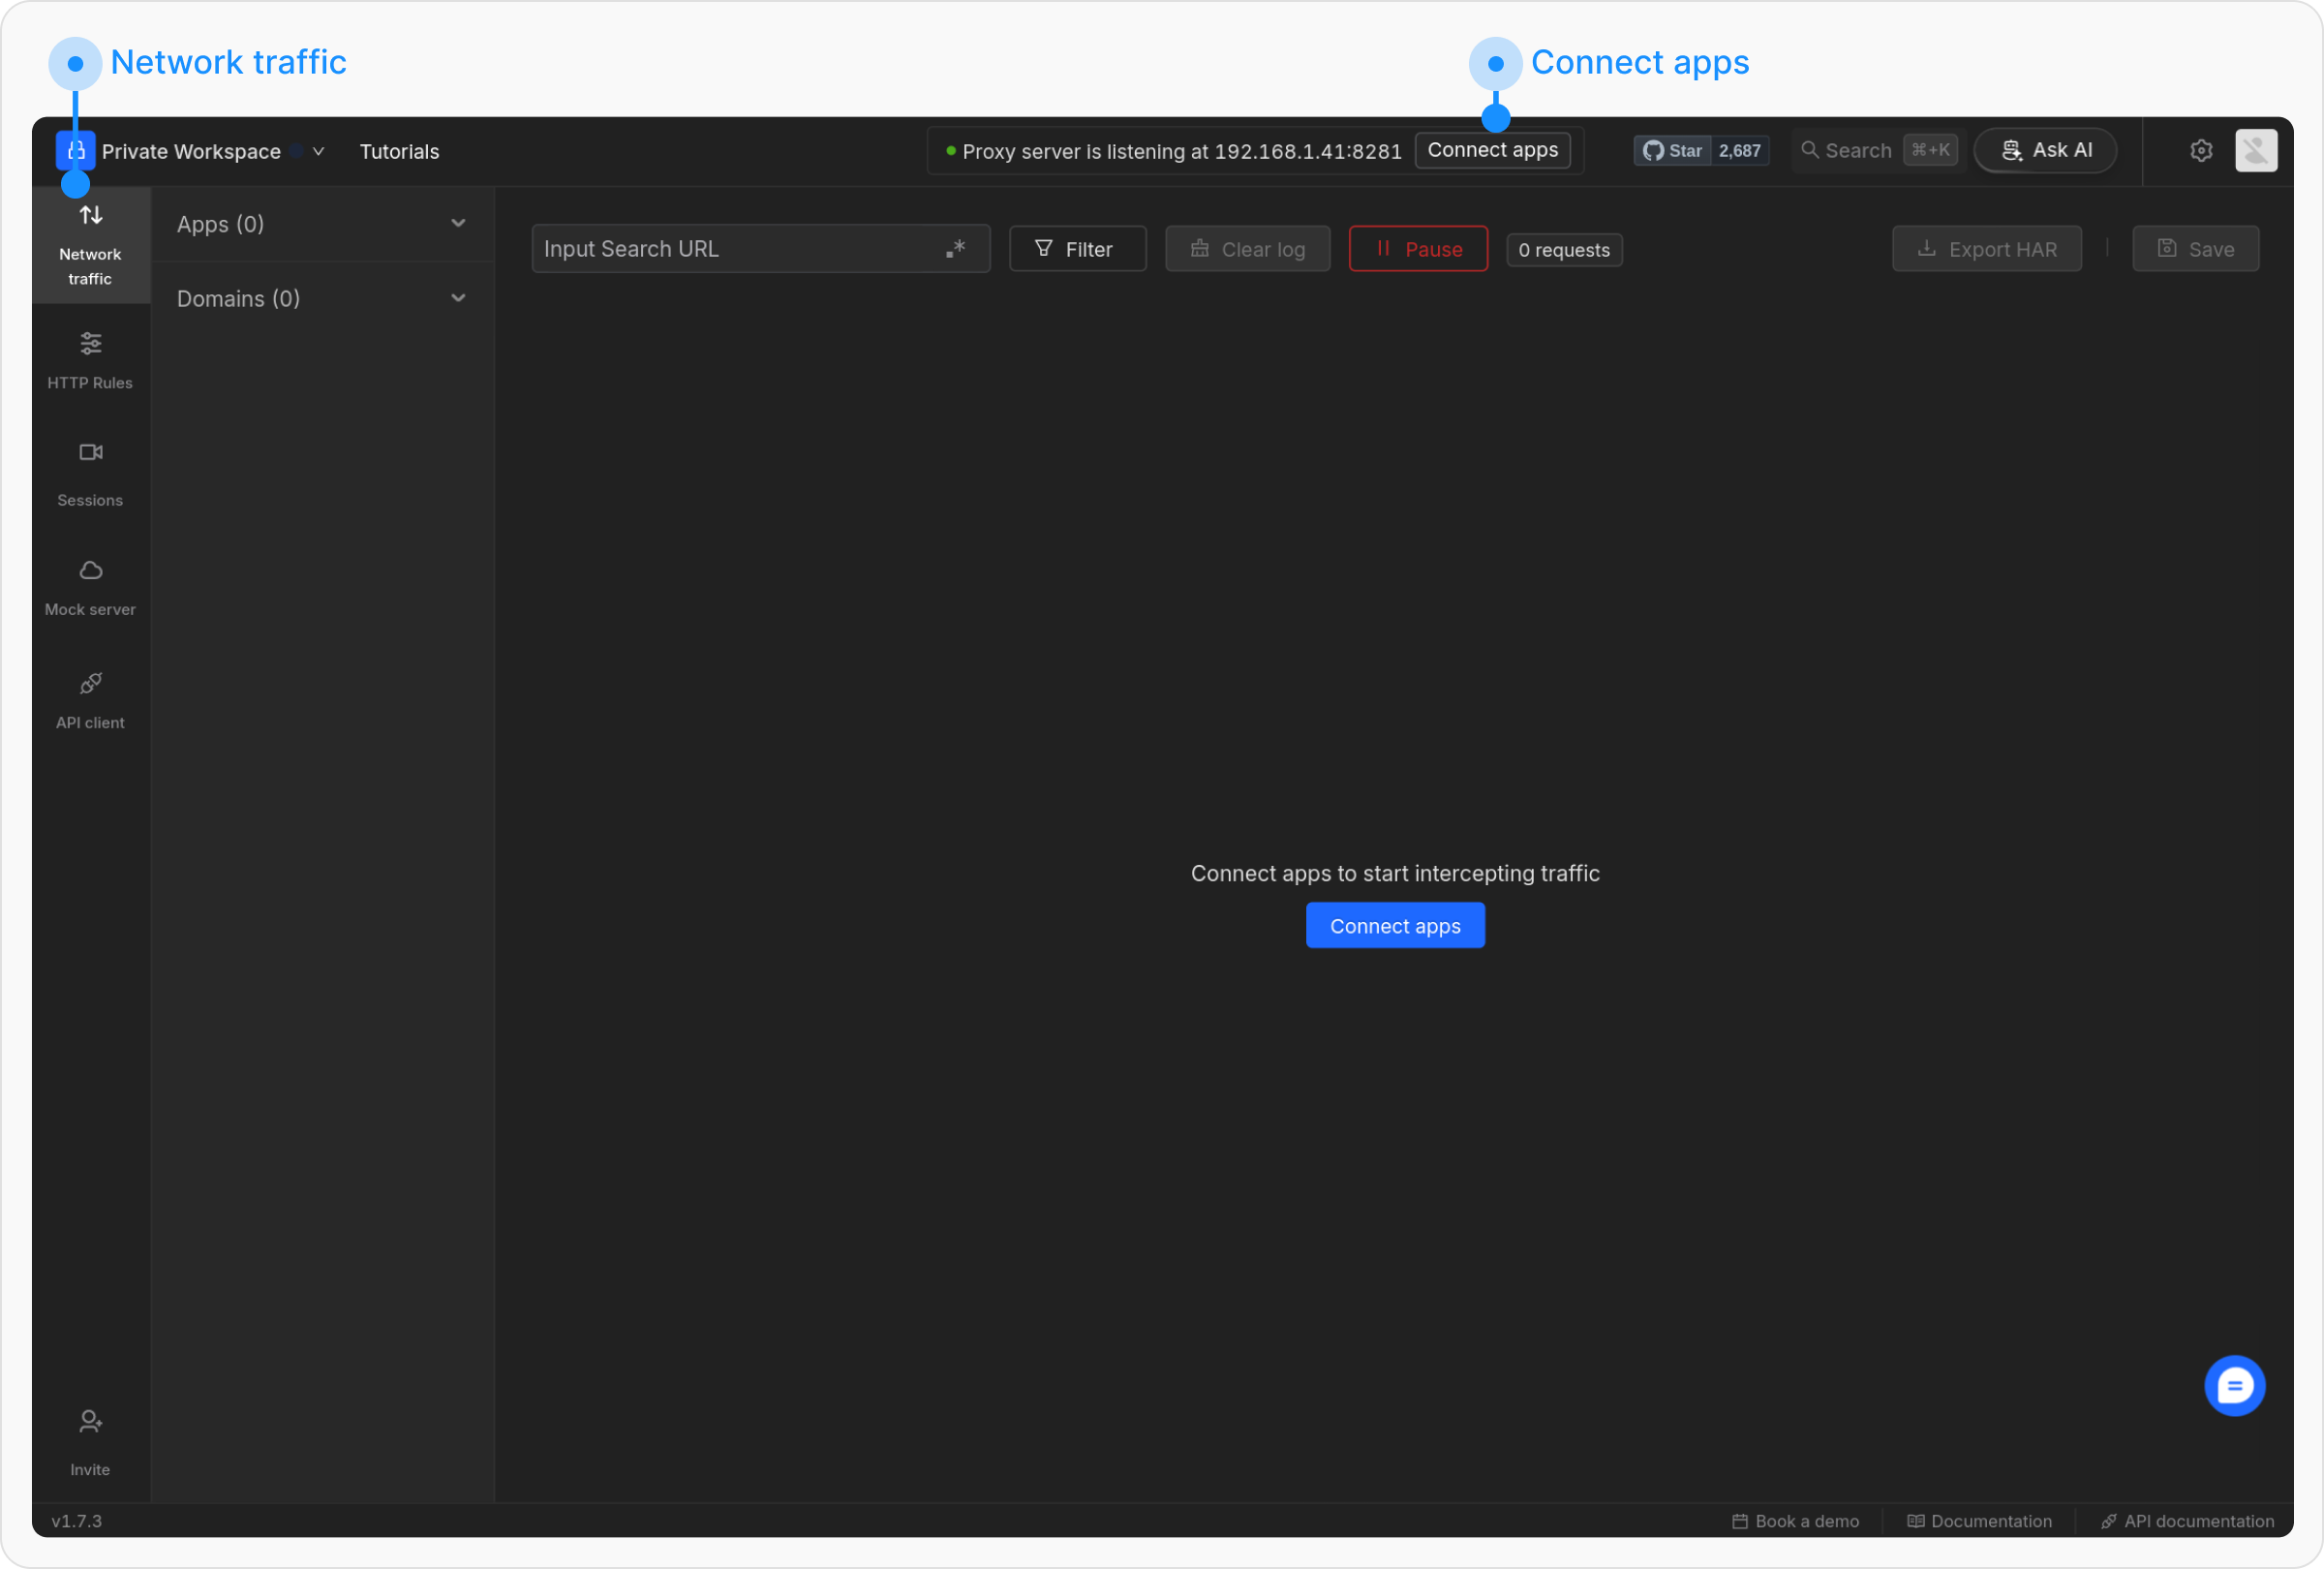 Network traffic
Connect apps
Private Workspace
Tutorials
Proxy server is listening at 192.168.1.41:8281
Connect apps
Star 2,687
Search ⌘+K
Ask AI
Network
traffic
HTTP Rules
Sessions
Mock server
API client
Invite
Apps (0)
Domains (0)
Input Search URL .*
Filter
Clear log
Pause
0 requests
Export HAR
Save
Connect apps to start intercepting traffic
Connect apps
v1.7.3
Book a demo
Documentation
API documentation